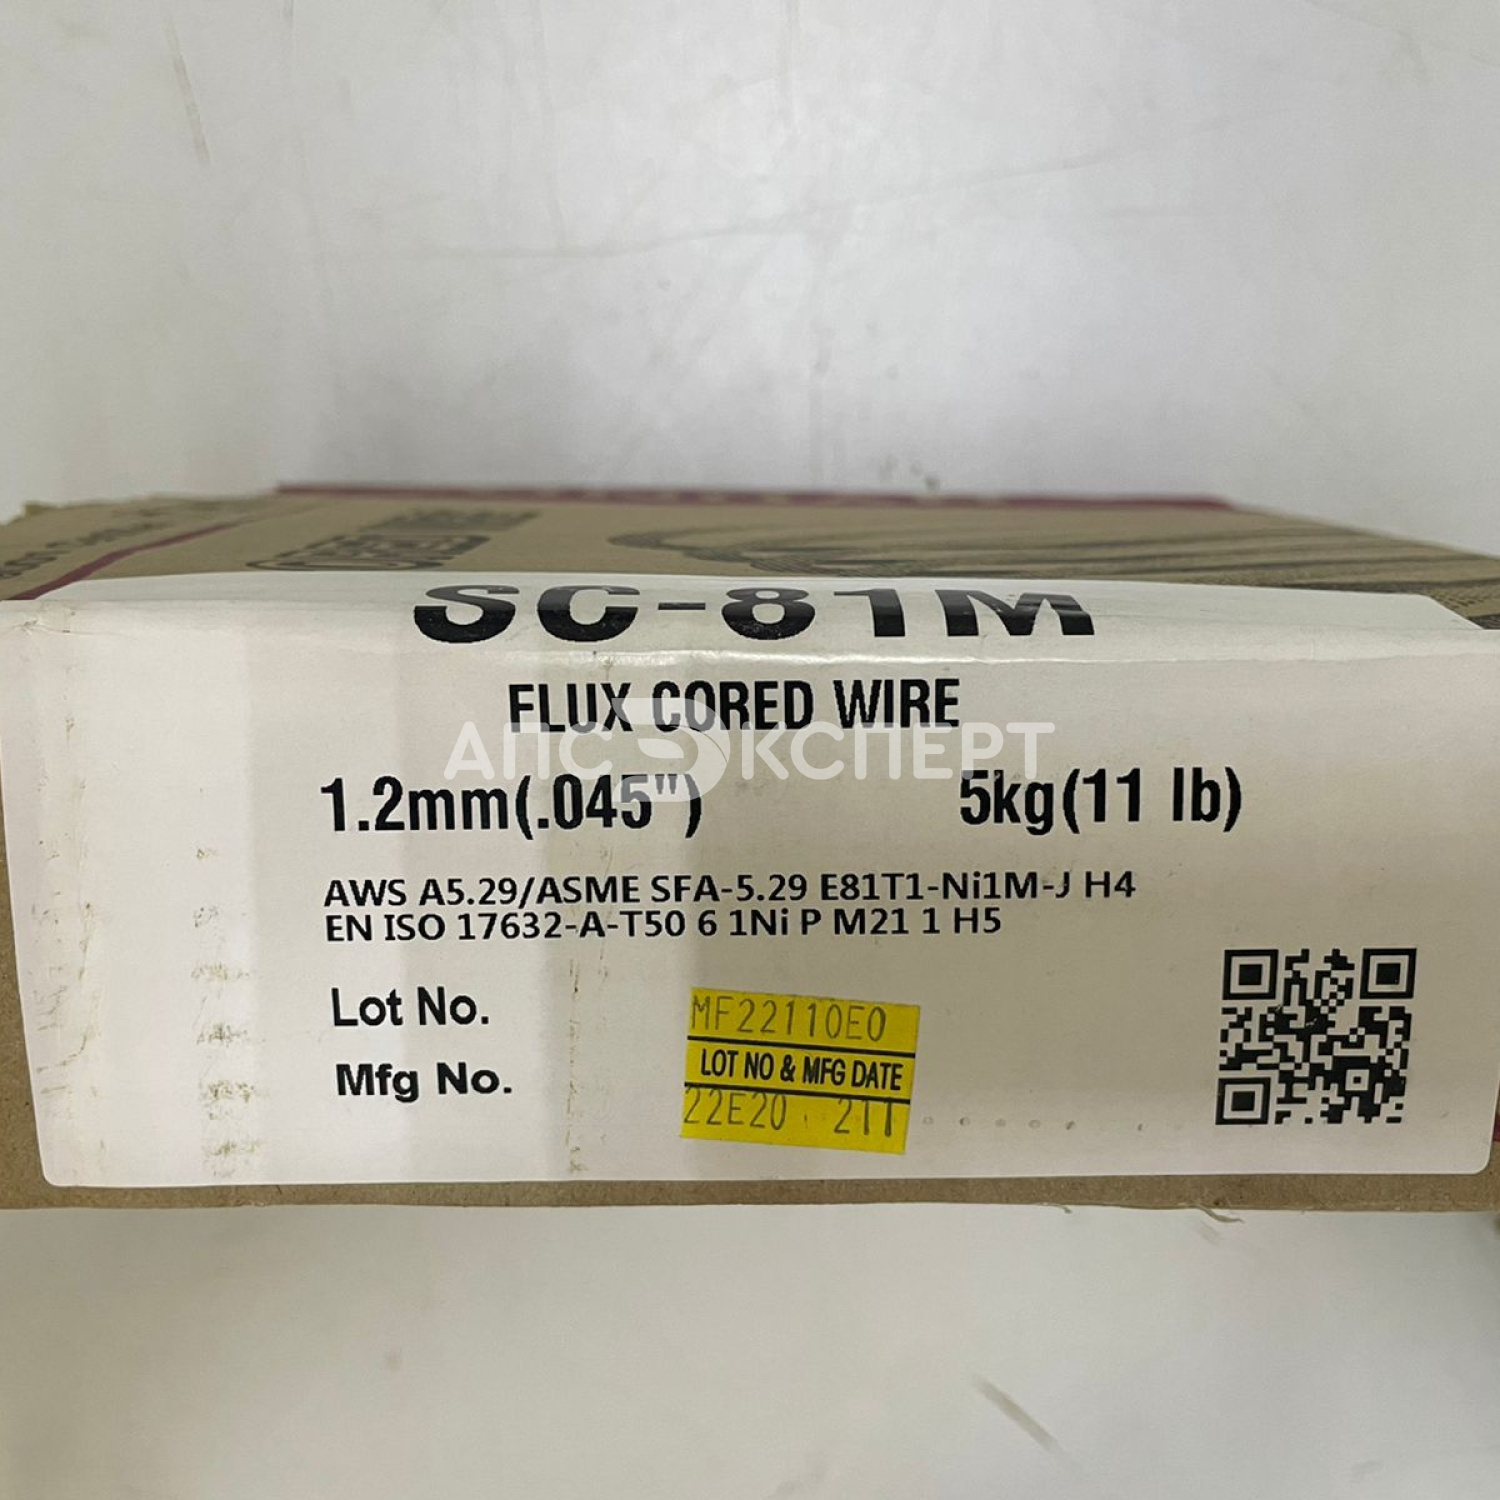 SC-81M
FLUX CORED WIRE
АПС ЭКСПЕРТ
1.2mm(.045") 5kg(11 lb)
AWS A5.29/ASME SFA-5.29 E81T1-Ni1M-J H4
EN ISO 17632-A-T50 6 1Ni P M21 1 H5
Lot No. MF22110E0
LOT NO & MFG DATE
Mfg No. 22E20 211